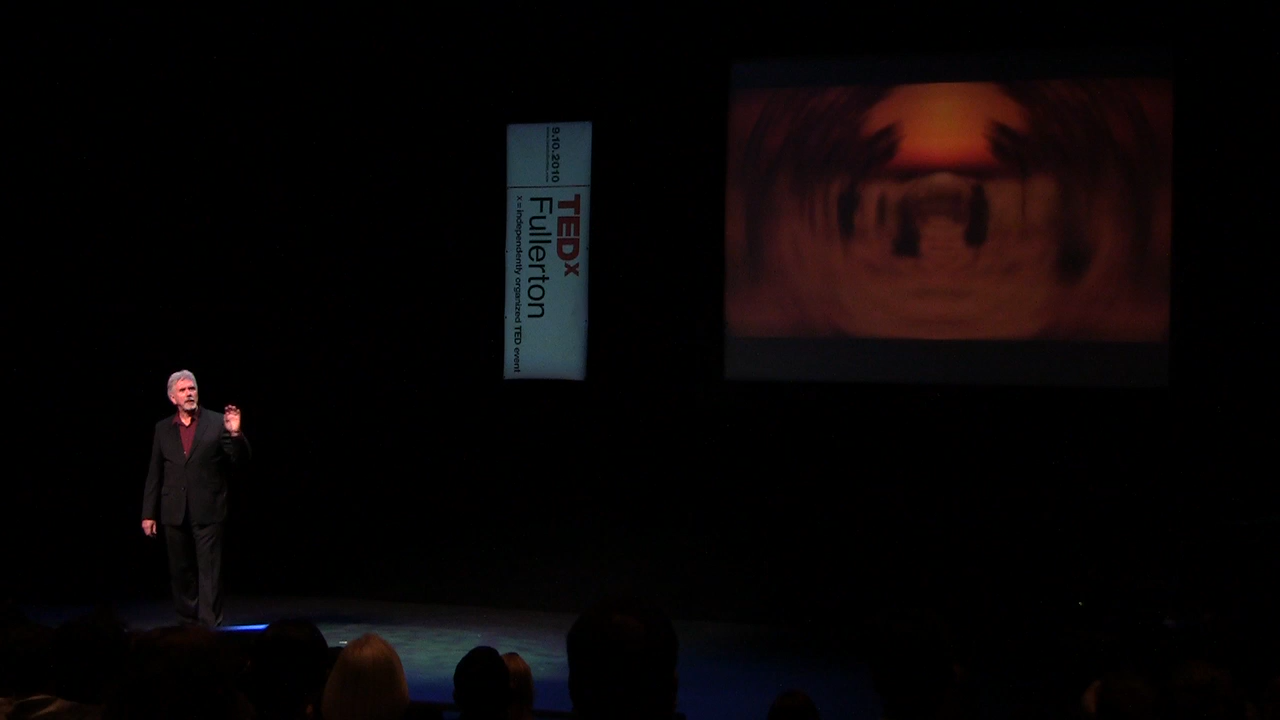 9.10.2010
TEDx
Fullerton
x = independently organized TED event